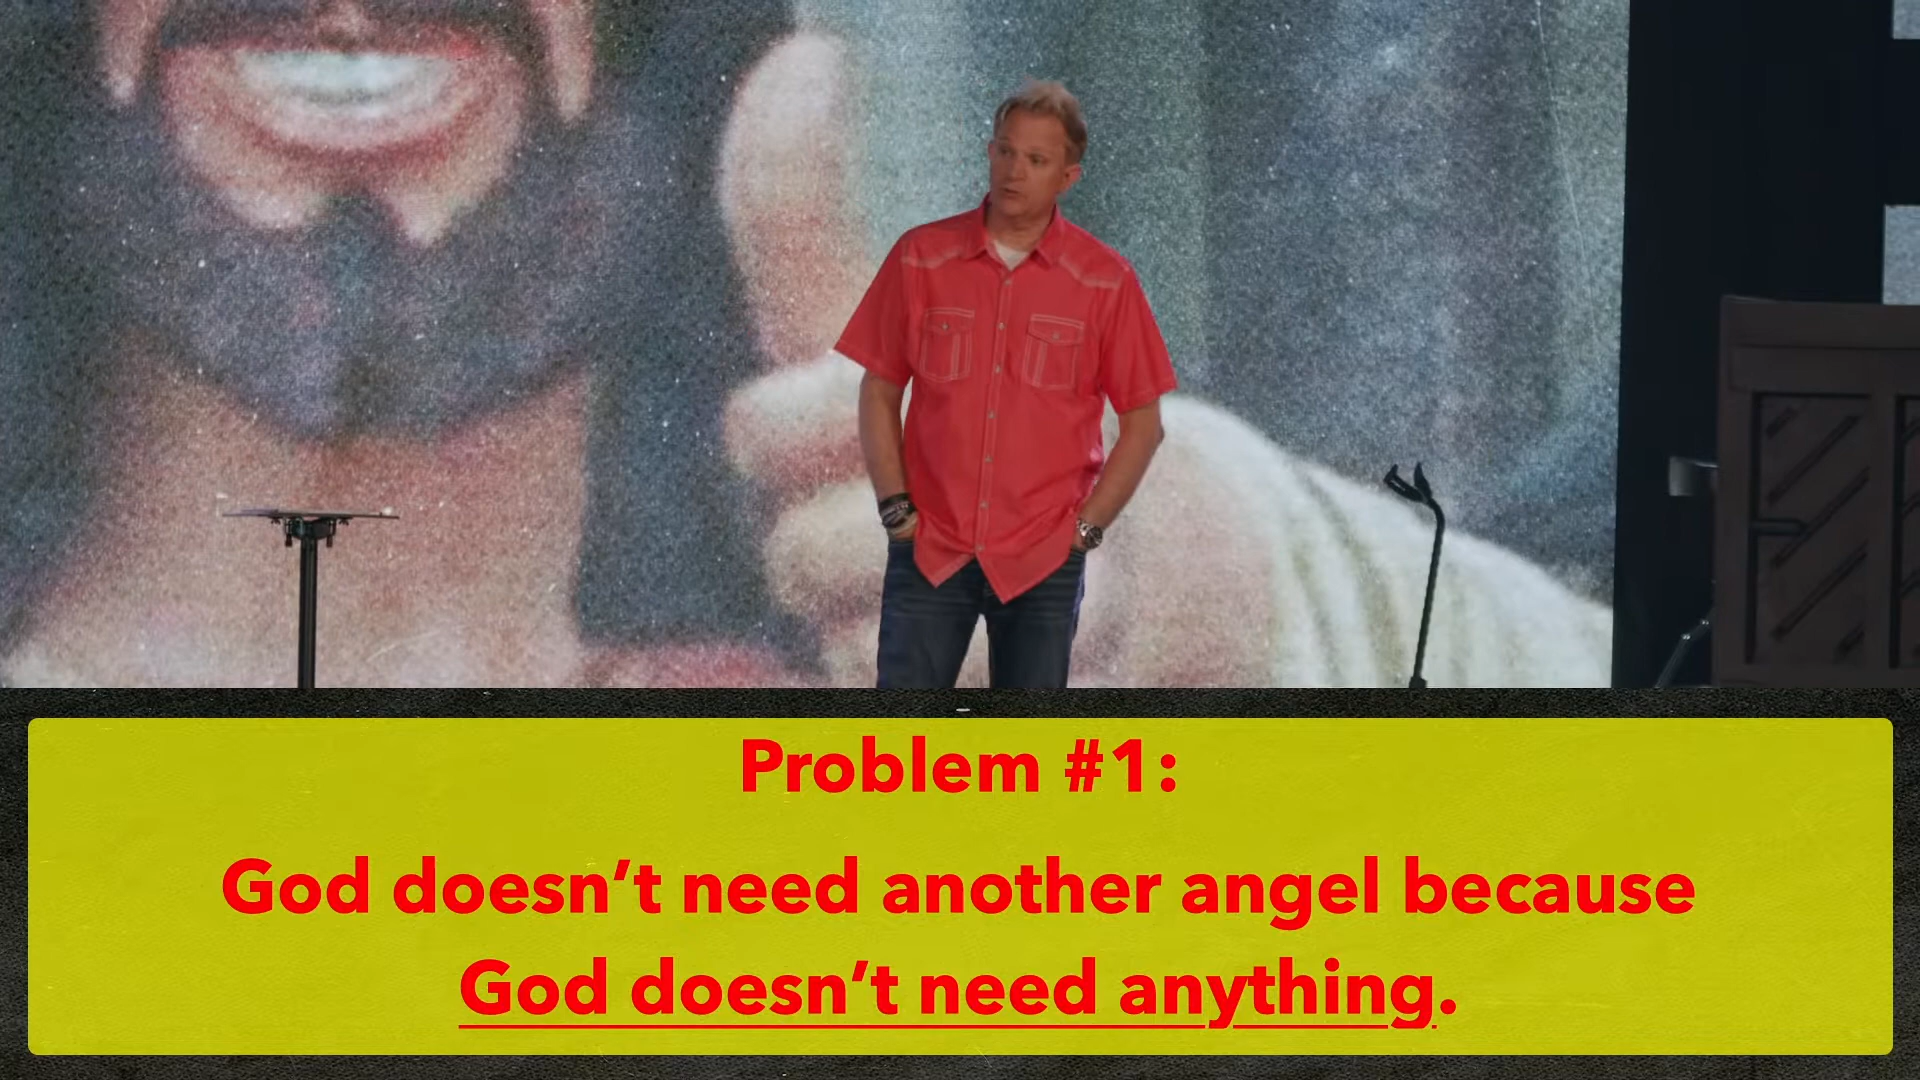 Problem #1:
God doesn’t need another angel because
God doesn’t need anything.